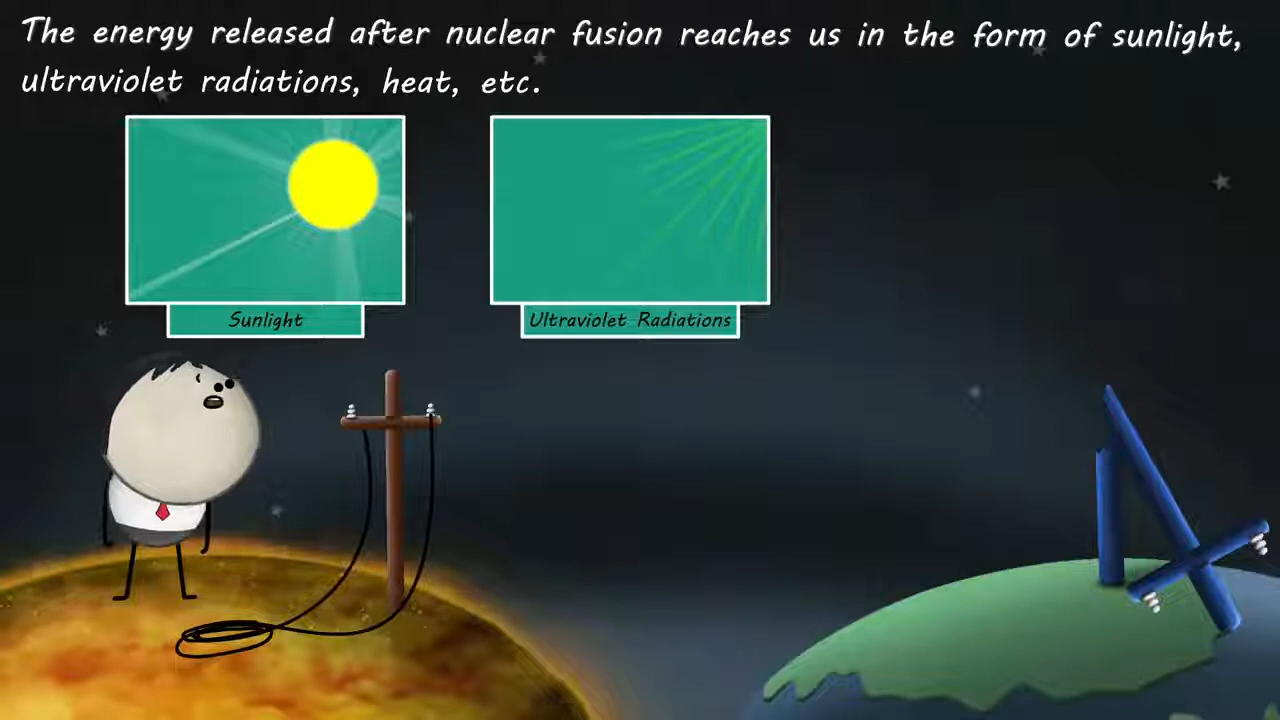 The energy released after nuclear fusion reaches us in the form of sunlight,
ultraviolet radiations, heat, etc.
Sunlight
Ultraviolet Radiations